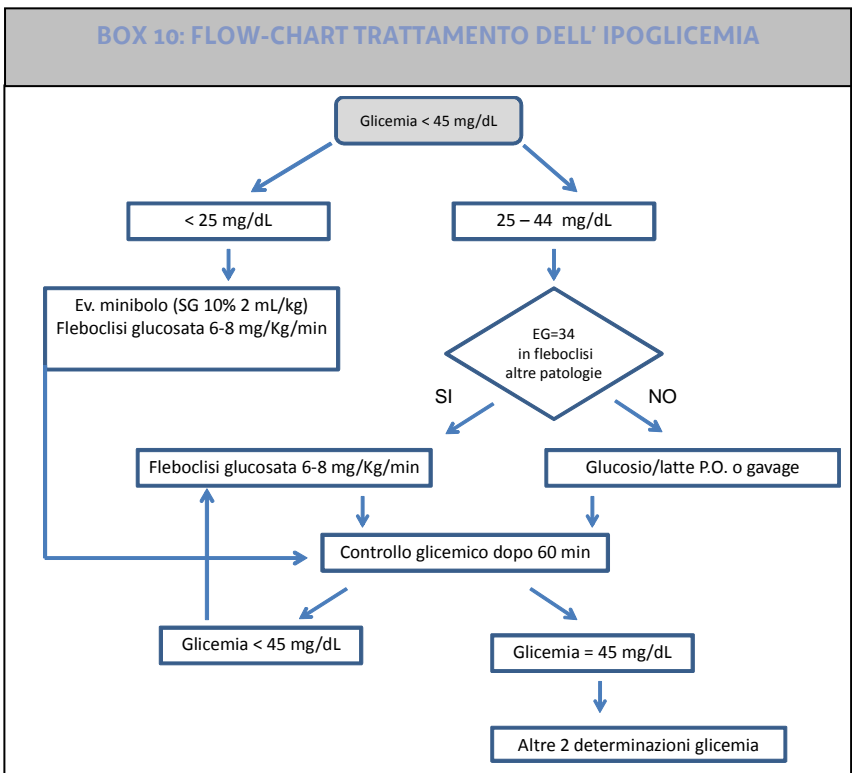 BOX 10: FLOW-CHART TRATTAMENTO DELL' IPOGLICEMIA
Glicemia < 45 mg/dL
< 25 mg/dL
25 – 44 mg/dL
Ev. minibolo (SG 10% 2 mL/kg)
Fleboclisi glucosata 6-8 mg/Kg/min
EG=34
in fleboclisi
altre patologie
SI
NO
Fleboclisi glucosata 6-8 mg/Kg/min
Glucosio/latte P.O. o gavage
Controllo glicemico dopo 60 min
Glicemia < 45 mg/dL
Glicemia = 45 mg/dL
Altre 2 determinazioni glicemia